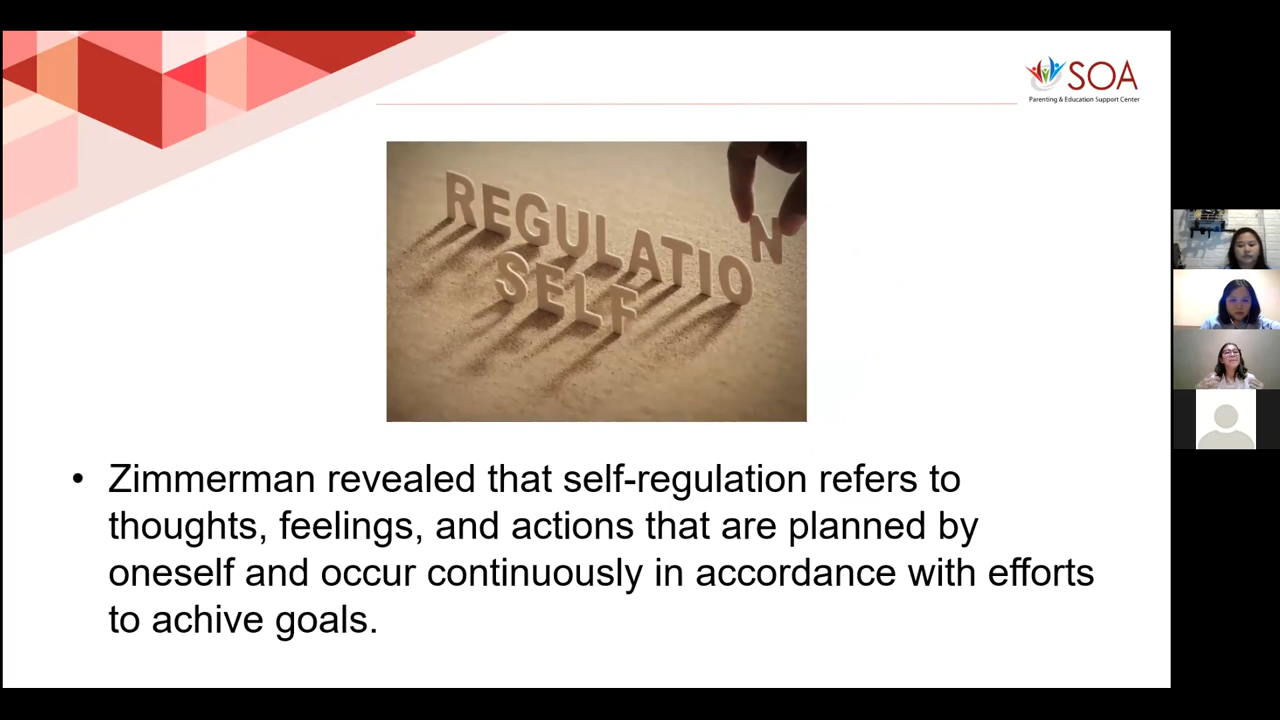 SOA
Parenting & Education Support Center
REGULATION
SELF
• Zimmerman revealed that self-regulation refers to
thoughts, feelings, and actions that are planned by
oneself and occur continuously in accordance with efforts
to achive goals.